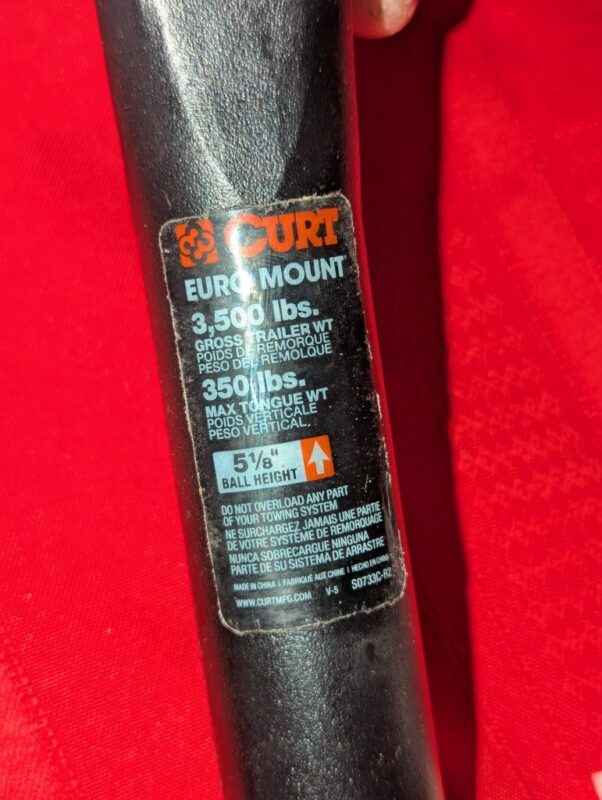 CURT
EURO MOUNT
3,500 lbs.
GROSS TRAILER WT
POIDS DE REMORQUE
PESO DEL REMOLQUE
350 lbs.
MAX TONGUE WT
POIDS VERTICALE
PESO VERTICAL.
5 1/8"
BALL HEIGHT
DO NOT OVERLOAD ANY PART
OF YOUR TOWING SYSTEM
NE SURCHARGEZ JAMAIS UNE PARTIE
DE VOTRE SYSTÈME DE REMORQUAGE
NUNCA SOBRECARGUE NINGUNA
PARTE DE SU SISTEMA DE ARRASTRE
MADE IN CHINA | FABRIQUÉ AUX CHINE | HECHO EN CHINA
WWW.CURTMFG.COM V-5 SD733C-R2